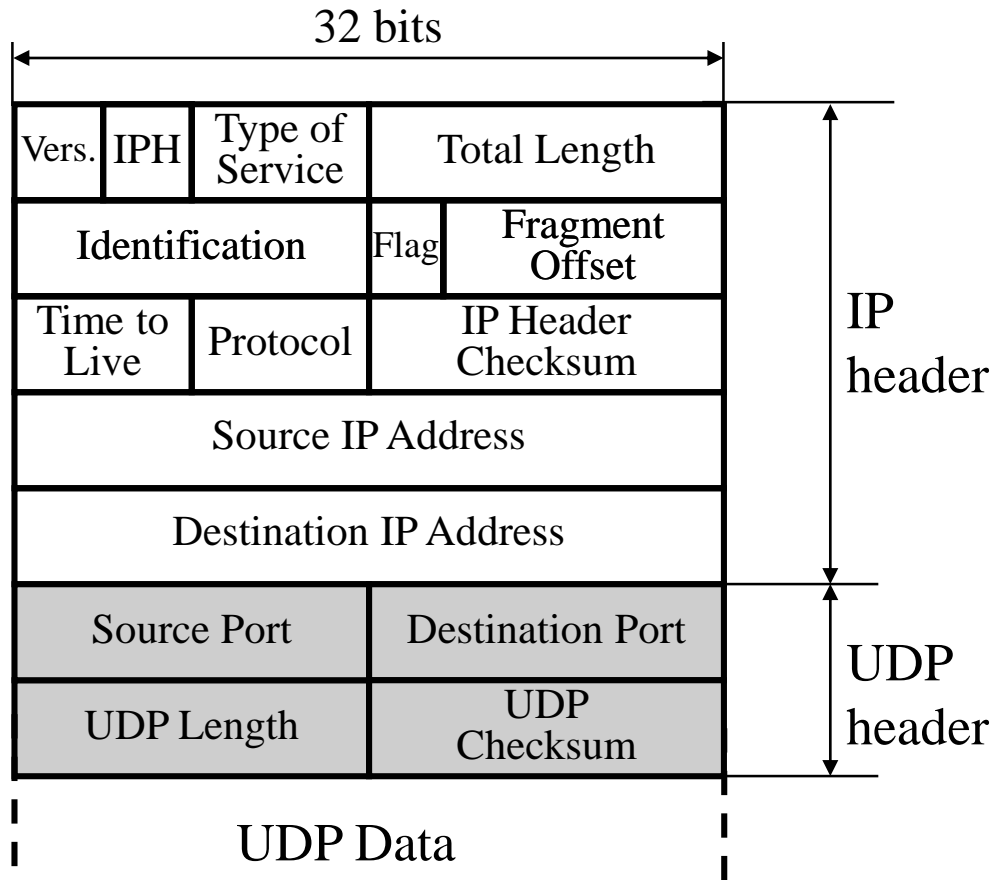 32 bits
Vers.
IPH
Type of
Service
Total Length
Identification
Flag
Fragment
Offset
Time to
Live
Protocol
IP Header
Checksum
Source IP Address
Destination IP Address
IP
header
Source Port
Destination Port
UDP Length
UDP
Checksum
UDP
header
UDP Data